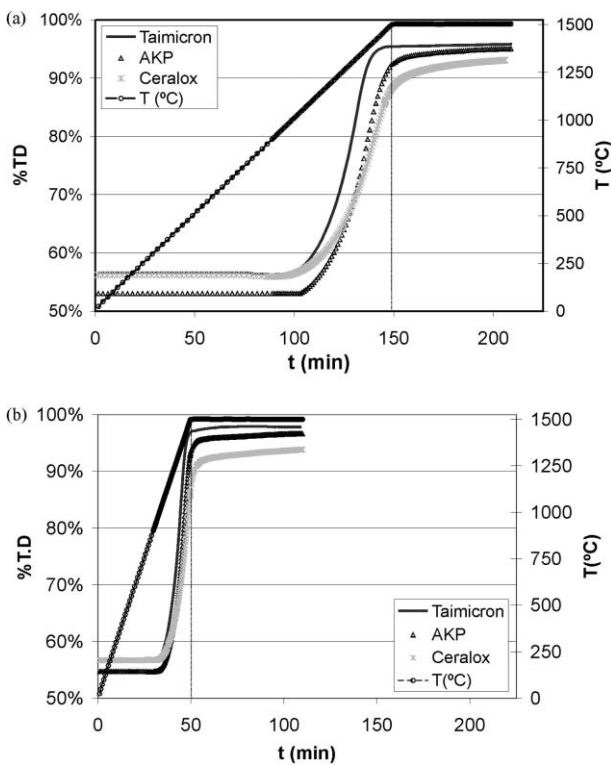 (a)
100%
90%
80%
70%
60%
50%
%TD
Taimicron
AKP
Ceralox
T (ºC)
1500
1250
1000
750
500
250
0
T (ºC)
0 50 100 150 200
t (min)
(b)
100%
90%
80%
70%
60%
50%
%T.D
1500
1250
1000
750
500
250
0
T(ºC)
Taimicron
AKP
Ceralox
T(ºC)
0 50 100 150 200
t (min)